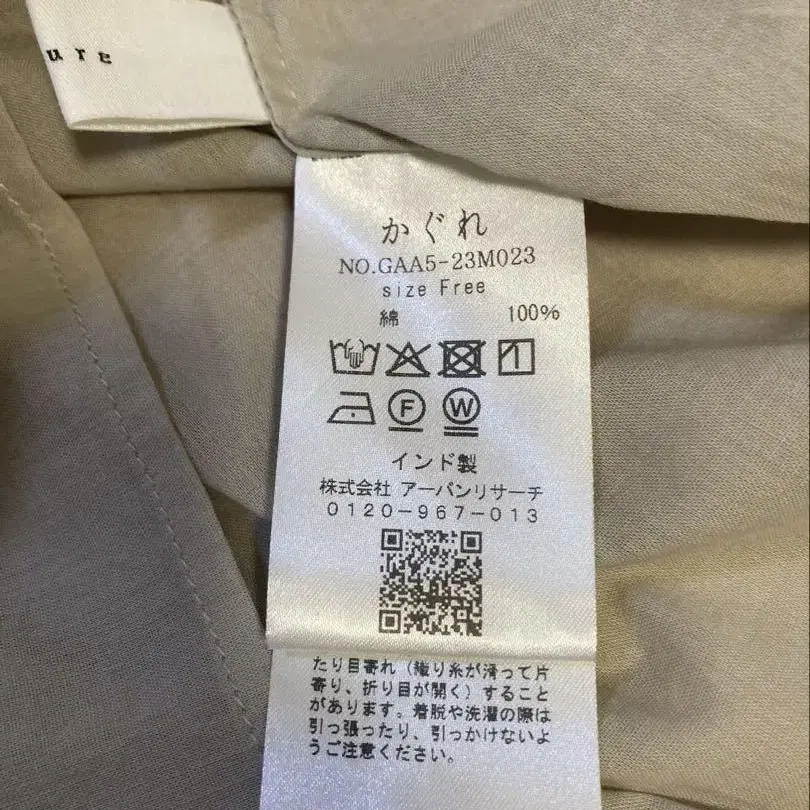 ure
かぐれ
NO.GAA5-23M023
size Free
綿 100%
F W
インド製
株式会社 アーバンリサーチ
0120-967-013
たり目寄れ(織り糸が滑って片
寄り、折り目が開く)すること
があります。着脱や洗濯の際は
引っ張ったり、引っかけないよ
うご注意ください。